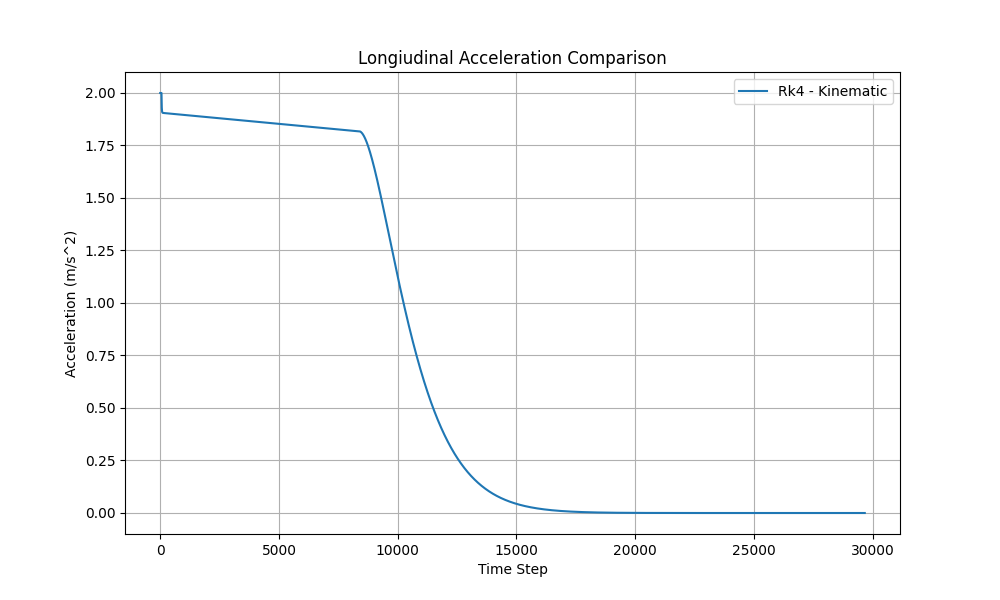 Longiudinal Acceleration Comparison
Rk4 - Kinematic
Acceleration (m/s^2)
2.00
1.75
1.50
1.25
1.00
0.75
0.50
0.25
0.00
0 5000 10000 15000 20000 25000 30000
Time Step